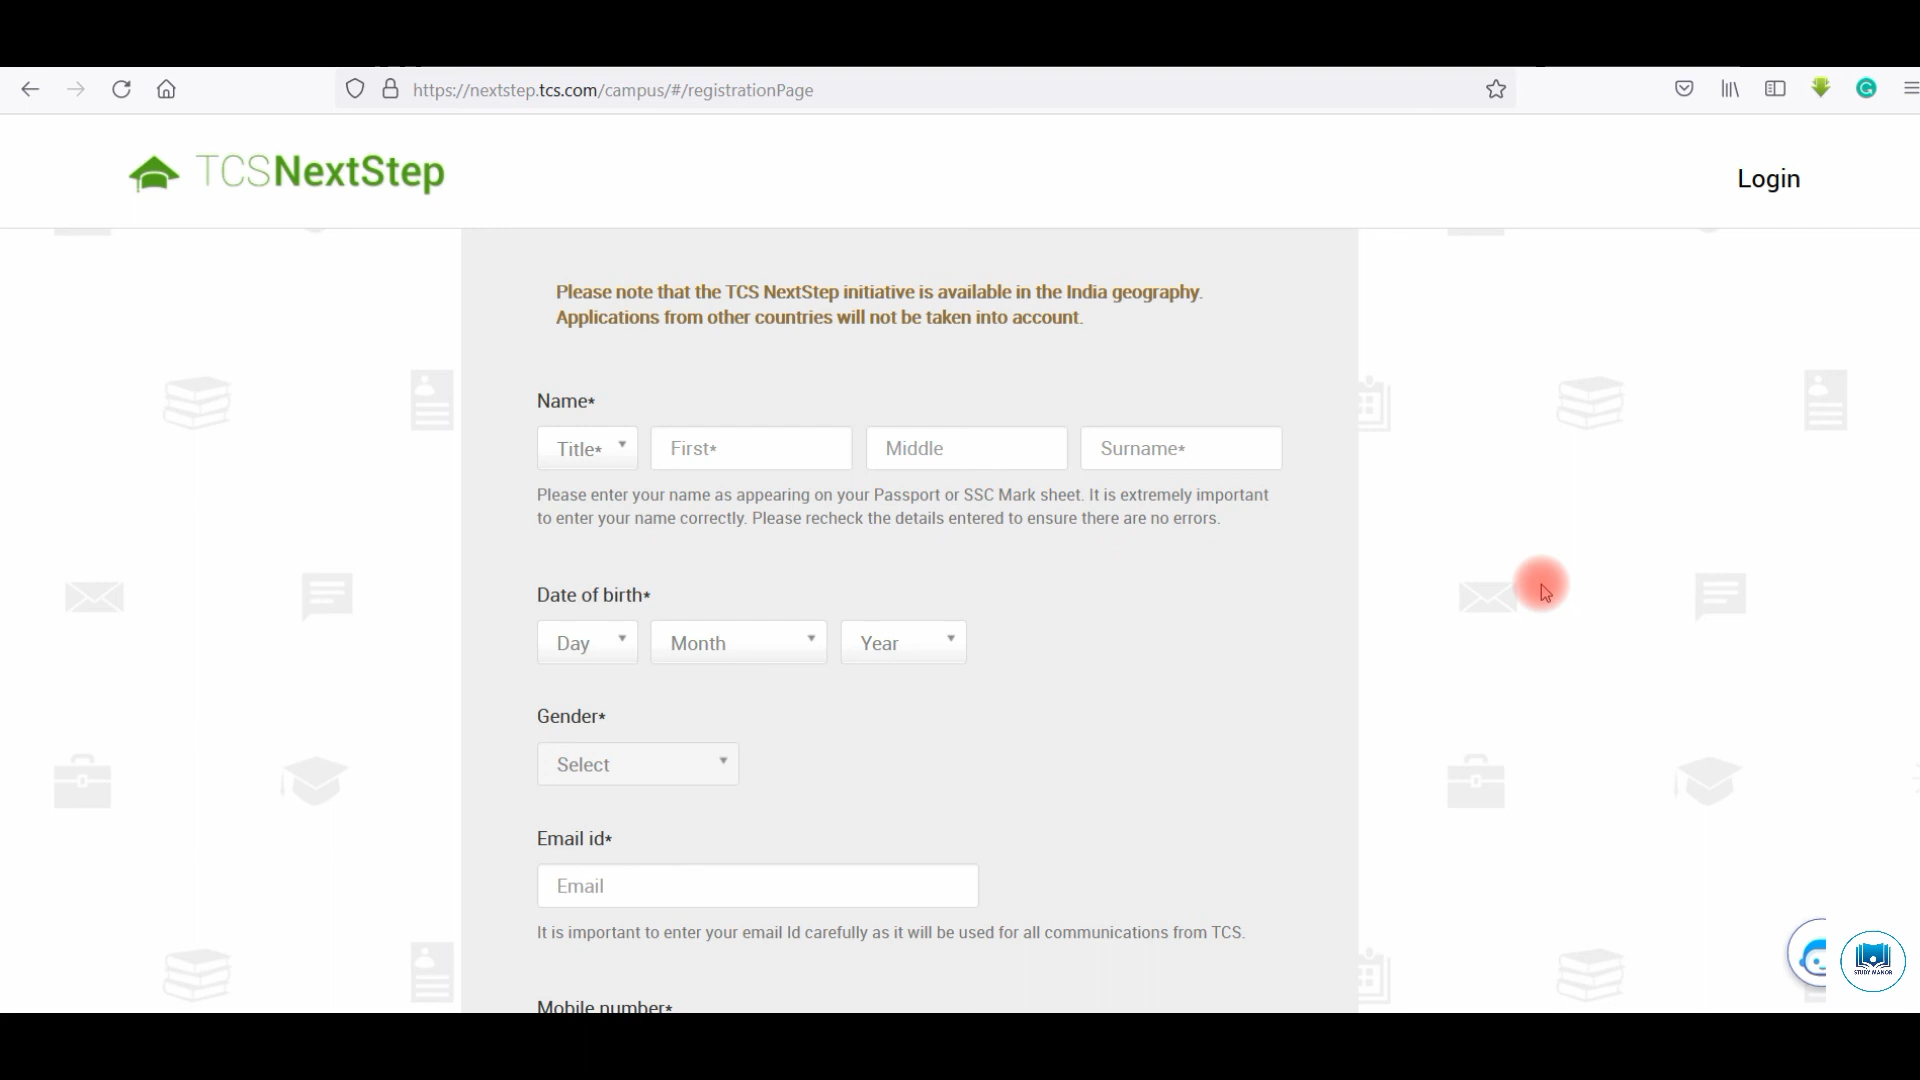 https://nextstep.tcs.com/campus/#/registrationPage
TCSNextStep
Login
Please note that the TCS NextStep initiative is available in the India geography.
Applications from other countries will not be taken into account.
Name*
Title* First* Middle Surname*
Please enter your name as appearing on your Passport or SSC Mark sheet. It is extremely important
to enter your name correctly. Please recheck the details entered to ensure there are no errors.
Date of birth*
Day Month Year
Gender*
Select
Email id*
Email
It is important to enter your email Id carefully as it will be used for all communications from TCS.
STUDY MANOR
Mobile number*